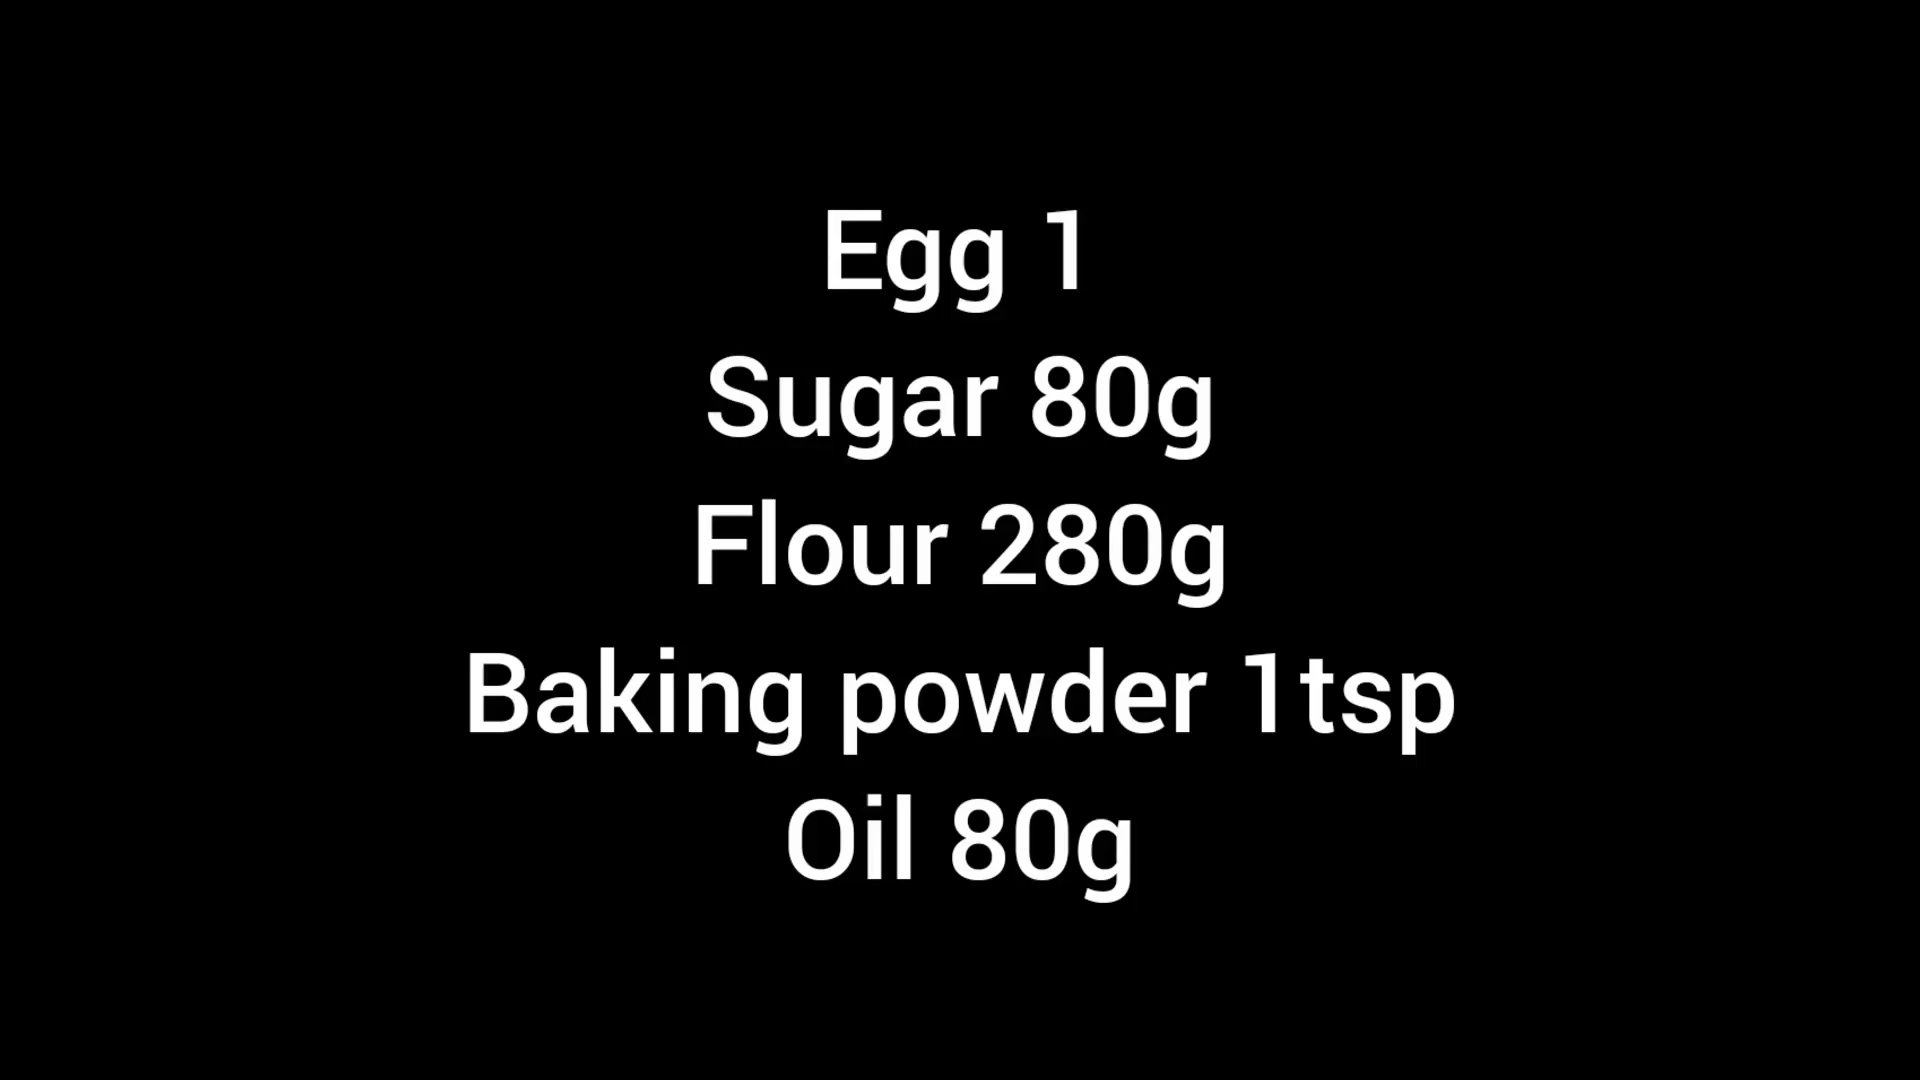 Egg 1
Sugar 80g
Flour 280g
Baking powder 1tsp
Oil 80g